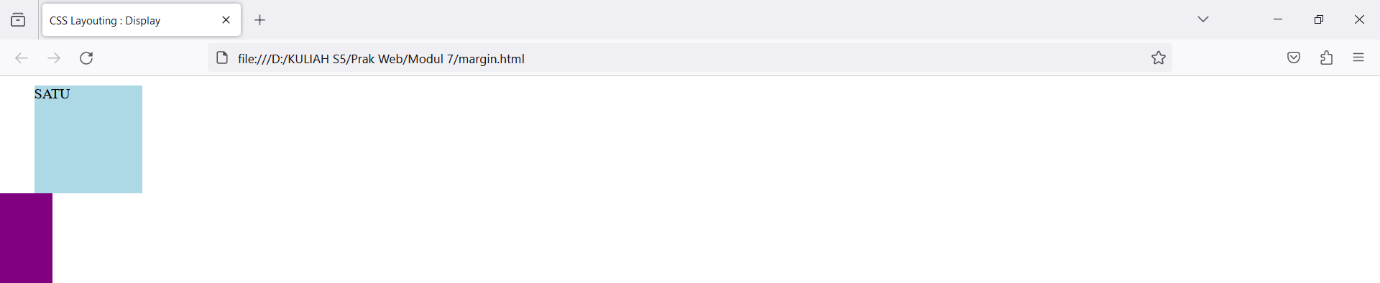 CSS Layouting : Display
file:///D:/KULIAH S5/Prak Web/Modul 7/margin.html
SATU